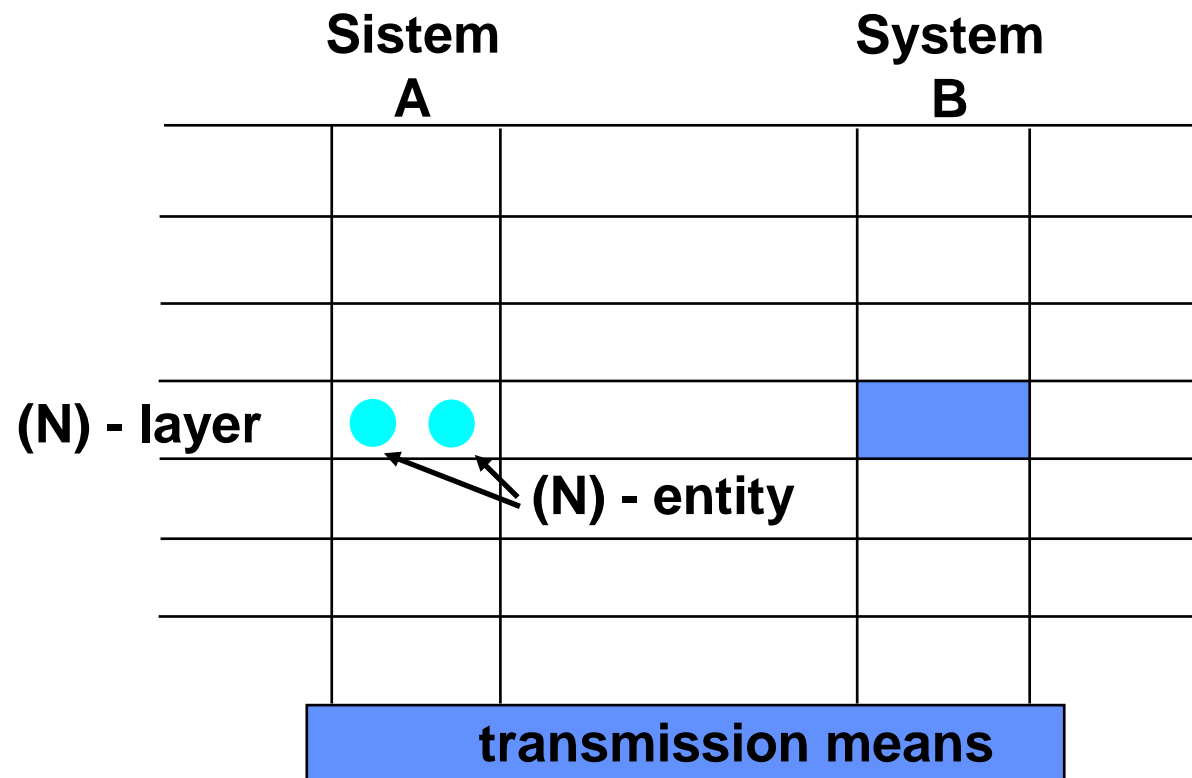 Sistem
A
System
B
(N) - layer
(N) - entity
transmission means